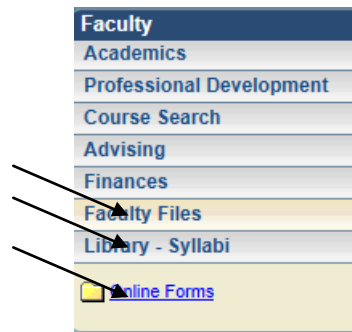 Faculty
Academics
Professional Development
Course Search
Advising
Finances
Faculty Files
Library - Syllabi
Online Forms